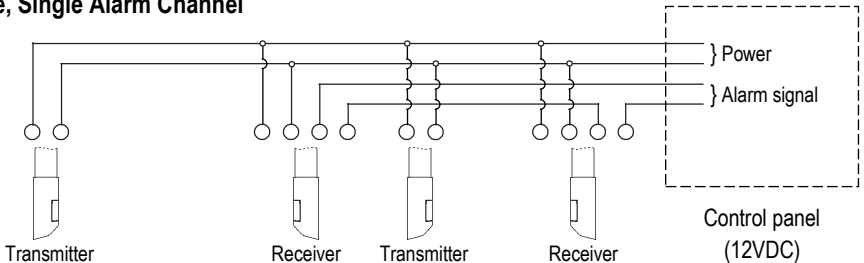 e, Single Alarm Channel
} Power
} Alarm signal
Transmitter
Receiver
Transmitter
Receiver
Control panel
(12VDC)